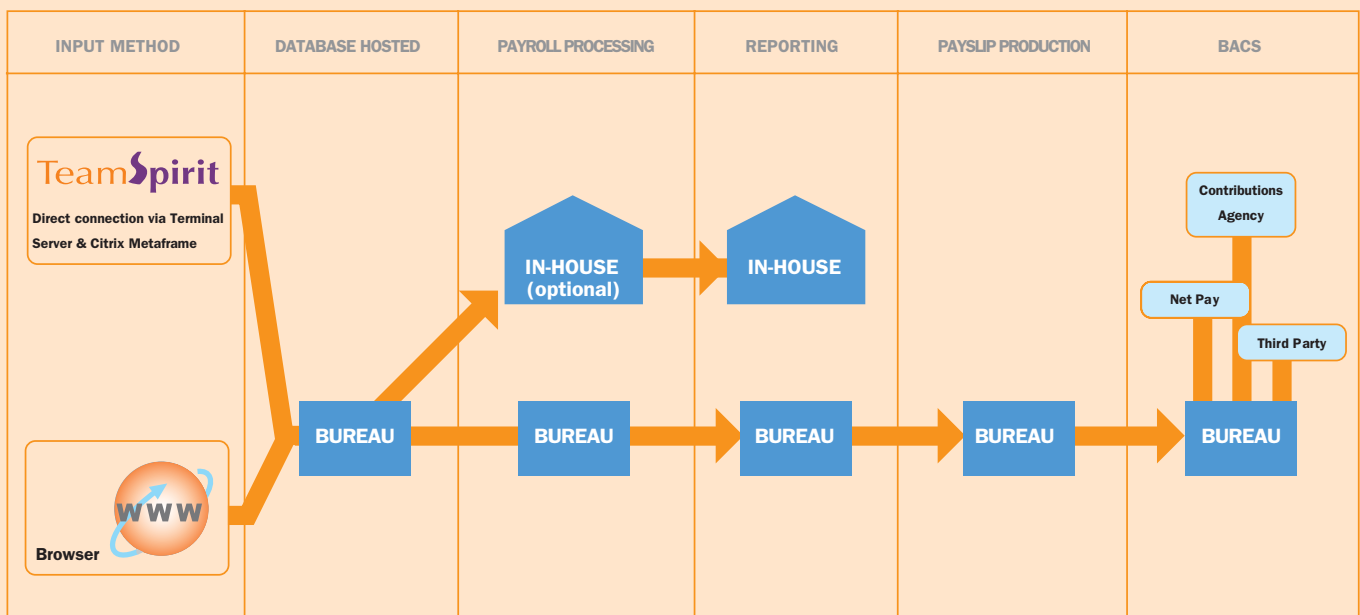 INPUT METHOD
DATABASE HOSTED
PAYROLL PROCESSING
REPORTING
PAYSLIP PRODUCTION
BACS
TeamSpirit
Direct connection via Terminal
Server & Citrix Metaframe
IN-HOUSE
(optional)
IN-HOUSE
Contributions
Agency
Net Pay
Third Party
BUREAU
BUREAU
BUREAU
BUREAU
BUREAU
www
Browser